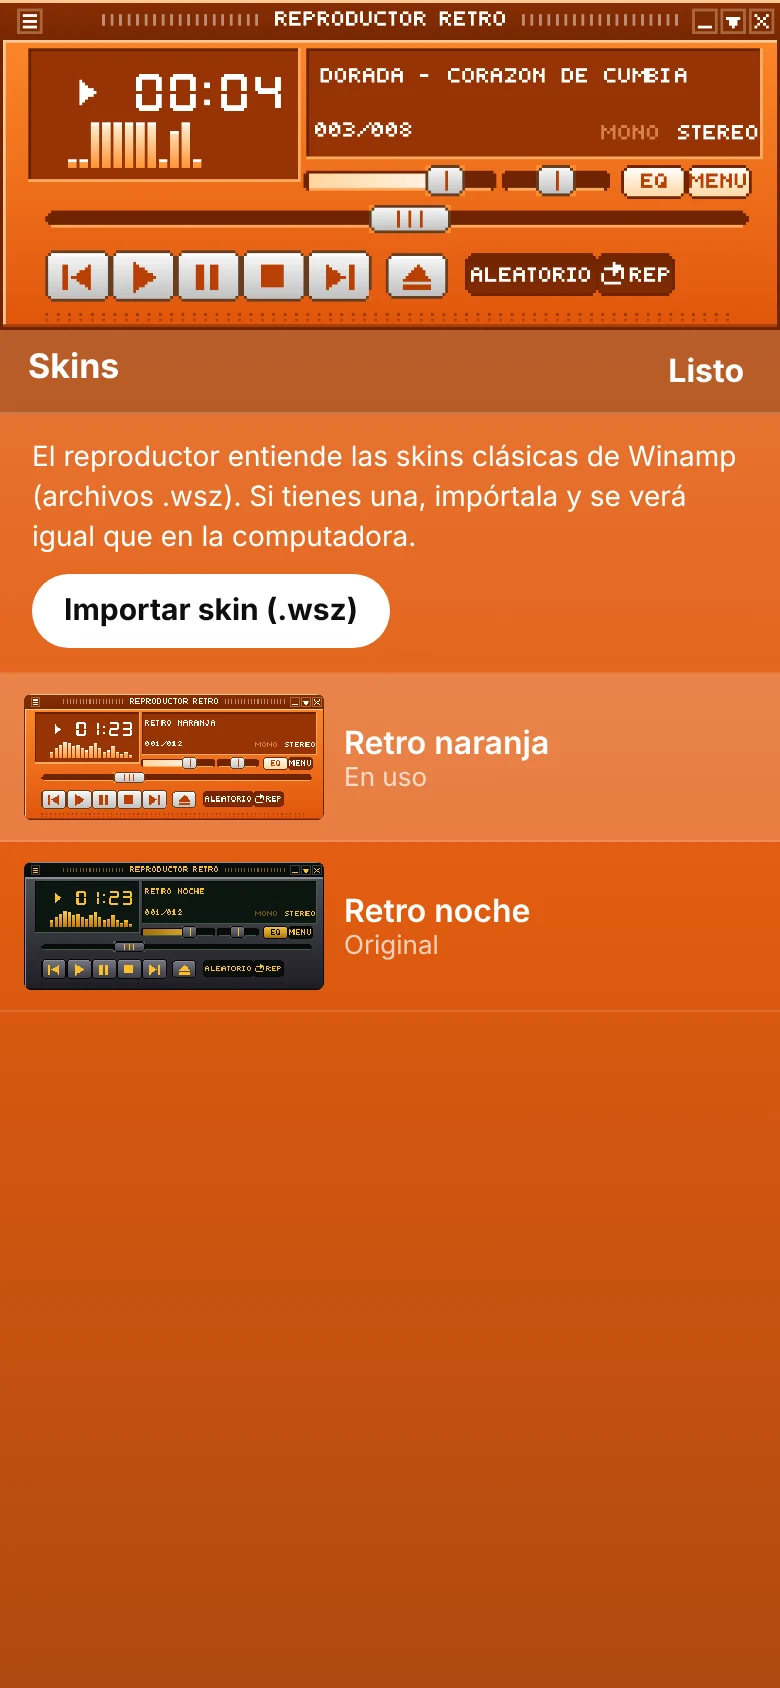 REPRODUCTOR RETRO
00:04
DORADA - CORAZON DE CUMBIA
003/008
MONO STEREO
EQ MENU
ALEATORIO REP
Skins
Listo
El reproductor entiende las skins clásicas de Winamp
(archivos .wsz). Si tienes una, impórtala y se verá
igual que en la computadora.
Importar skin (.wsz)
REPRODUCTOR RETRO
01:23
RETRO NARANJA
001/012
MONO STEREO
EQ MENU
ALEATORIO REP
Retro naranja
En uso
REPRODUCTOR RETRO
01:23
RETRO NOCHE
001/012
MONO STEREO
EQ MENU
ALEATORIO REP
Retro noche
Original